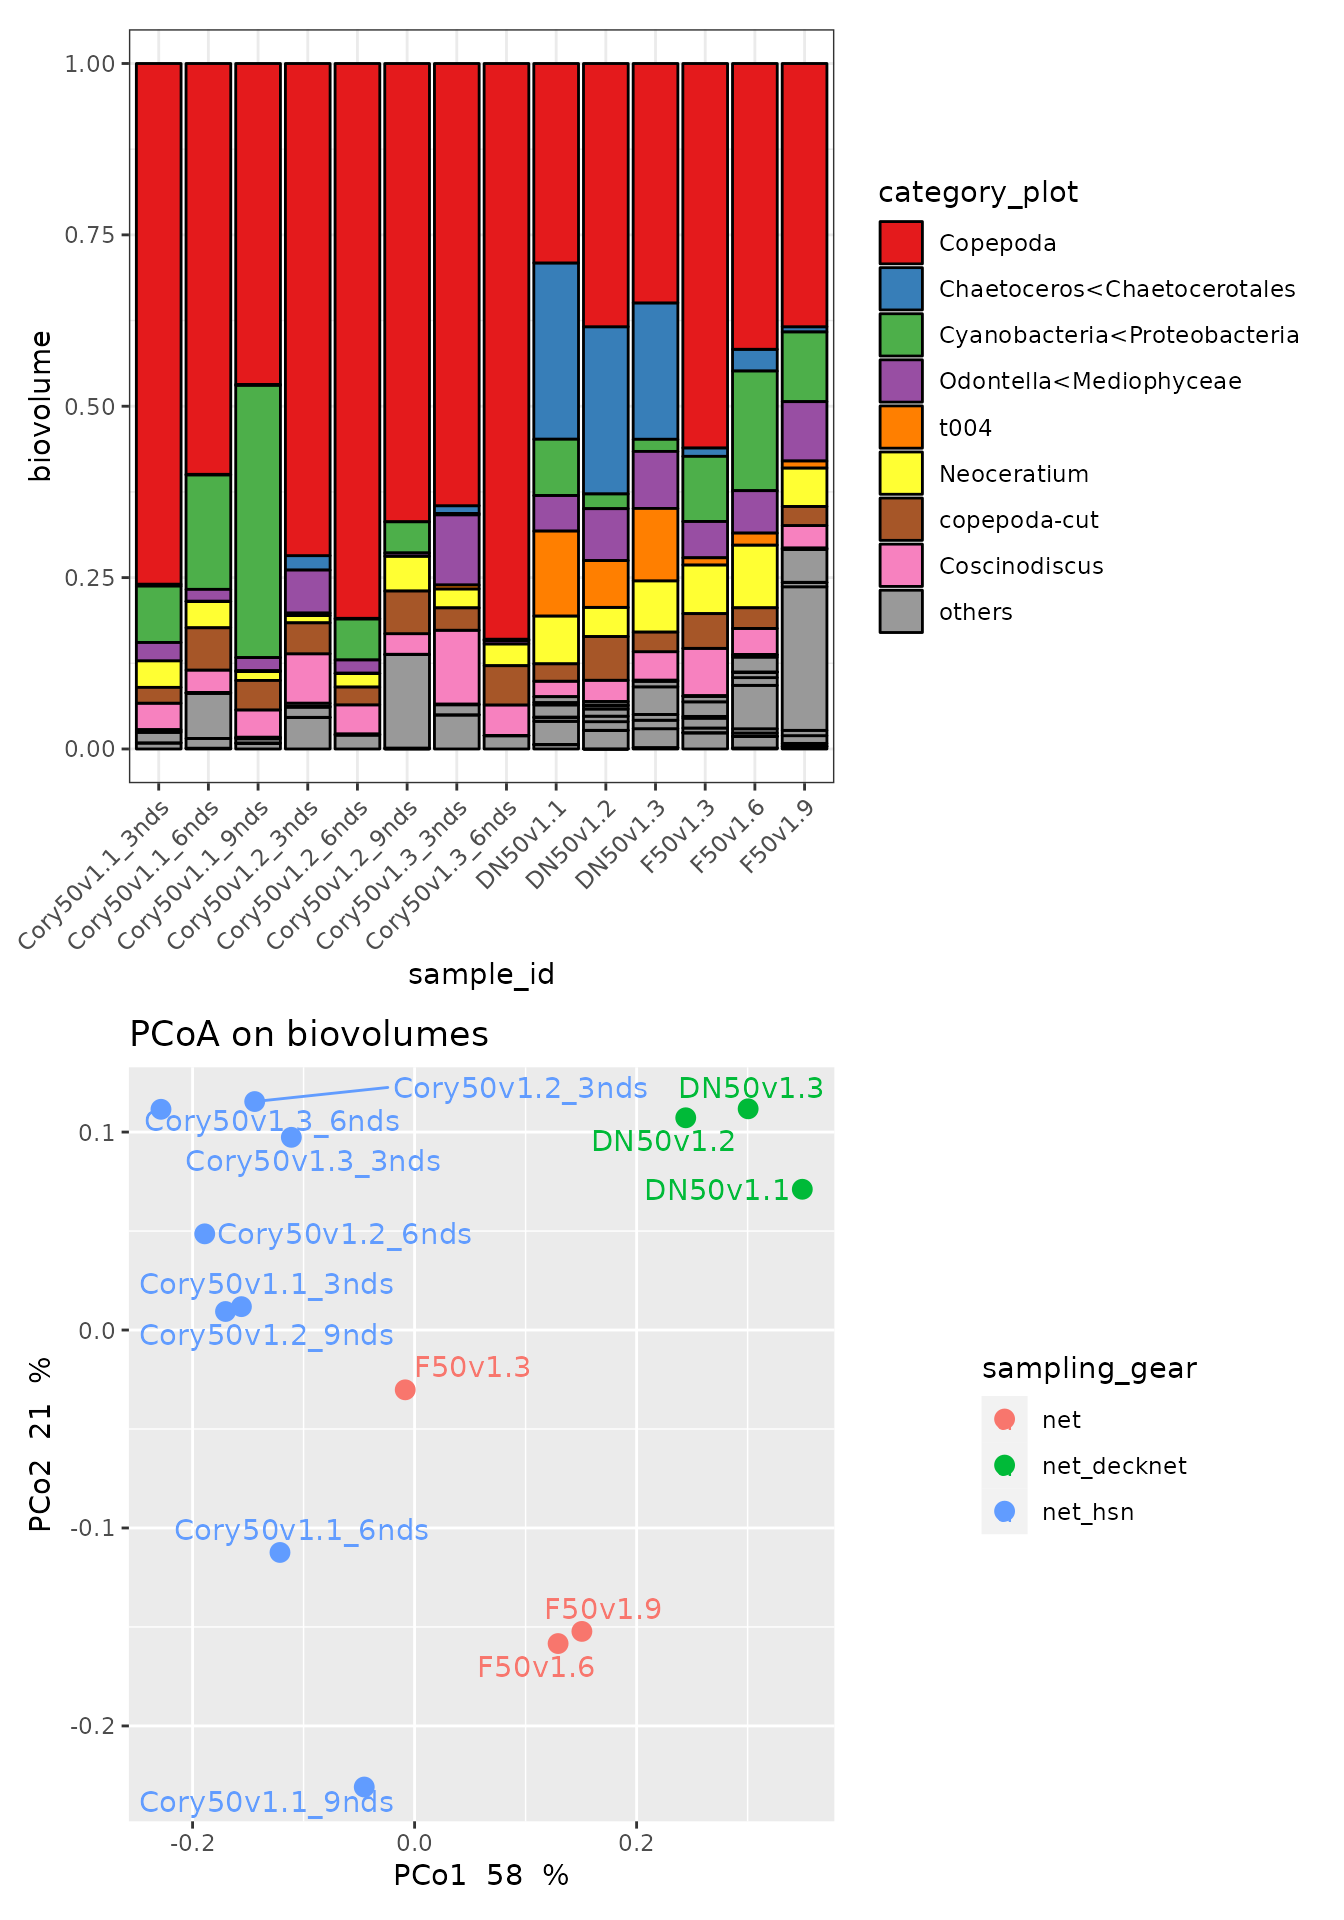 1.00
0.75
0.50
0.25
0.00
biovolume
Cory50v1.1_3nds
Cory50v1.1_6nds
Cory50v1.1_9nds
Cory50v1.2_3nds
Cory50v1.2_6nds
Cory50v1.2_9nds
Cory50v1.3_3nds
Cory50v1.3_6nds
DN50v1.1
DN50v1.2
DN50v1.3
F50v1.3
F50v1.6
F50v1.9
sample_id
category_plot
Copepoda
Chaetoceros<Chaetocerotales
Cyanobacteria<Proteobacteria
Odontella<Mediophyceae
t004
Neoceratium
copepoda-cut
Coscinodiscus
others
PCoA on biovolumes
Cory50v1.2_3nds
DN50v1.3
Cory50v1.3_6nds
DN50v1.2
Cory50v1.3_3nds
DN50v1.1
Cory50v1.2_6nds
Cory50v1.1_3nds
Cory50v1.2_9nds
F50v1.3
Cory50v1.1_6nds
F50v1.9
F50v1.6
Cory50v1.1_9nds
0.1
0.0
-0.1
-0.2
PCo2 21 %
-0.2
0.0
0.2
PCo1 58 %
sampling_gear
net
net_decknet
net_hsn